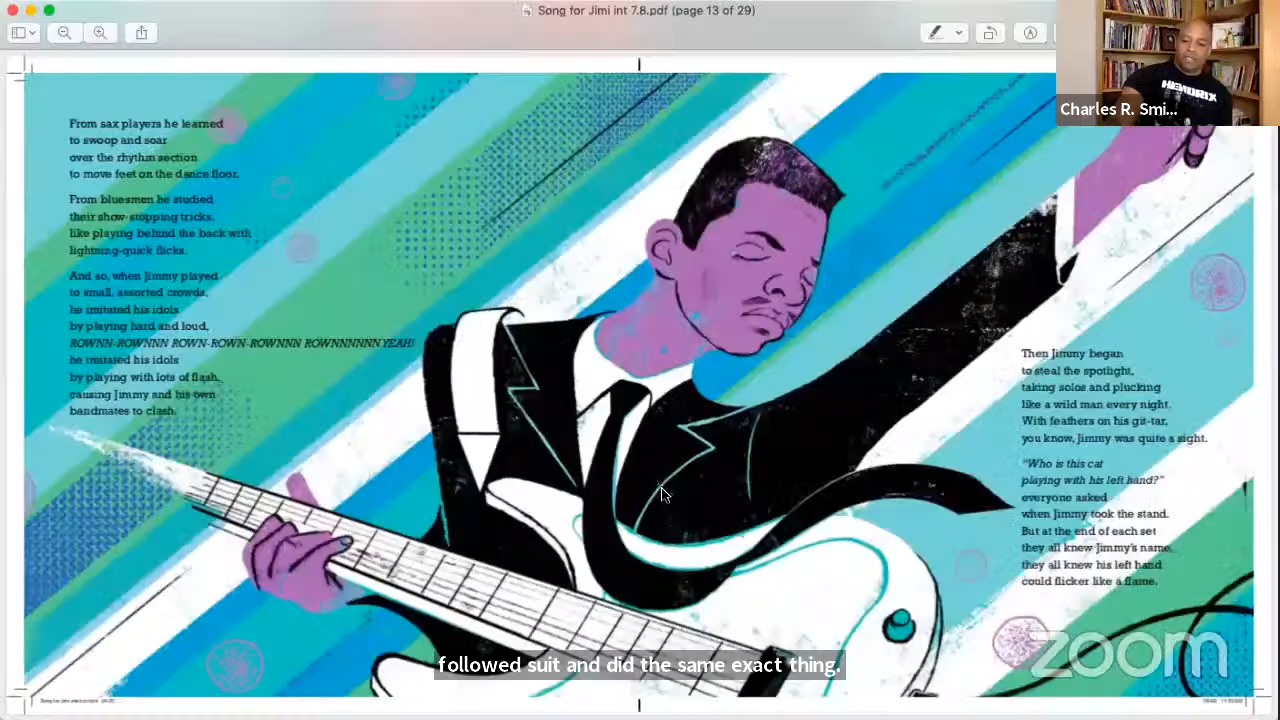 Song for Jimi int 7.8.pdf (page 13 of 29)
HENDRIX
Charles R. Smi...
From sax players he learned
to swoop and soar
over the rhythm section
to move feet on the dance floor.
From bluesmen he studied
their show-stopping tricks,
like playing behind the back with
lightning-quick flicks.
And so, when Jimmy played
to small, assorted crowds,
he imitated his idols
by playing hard and loud,
ROWNN-ROWNNN ROWN-ROWN-ROWNNN ROWNNNNNN YEAH!
he imitated his idols
by playing with lots of flash,
causing Jimmy and his own
bandmates to clash.
Then Jimmy began
to steal the spotlight,
taking solos and plucking
like a wild man every night.
With feathers on his git-tar,
you know, Jimmy was quite a sight.
"Who is this cat
playing with his left hand?"
everyone asked
when Jimmy took the stand.
But at the end of each set
they all knew Jimmy's name,
they all knew his left hand
could flicker like a flame.
zoom
followed suit and did the same exact thing.